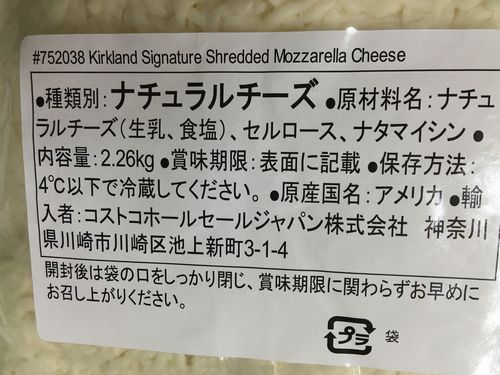 #752038 Kirkland Signature Shredded Mozzarella Cheese
●種類別:ナチュラルチーズ ●原材料名:ナチュ
ラルチーズ(生乳、食塩)、セルロース、ナタマイシン ●
内容量:2.26kg ●賞味期限:表面に記載 ●保存方法:
4℃以下で冷蔵してください。 ●原産国名:アメリカ ●輸
入者:コストコホールセールジャパン株式会社 神奈川
県川崎市川崎区池上新町3-1-4
開封後は袋の口をしっかり閉じ、賞味期限に関わらずお早めに
お召し上がりください。
プラ 袋